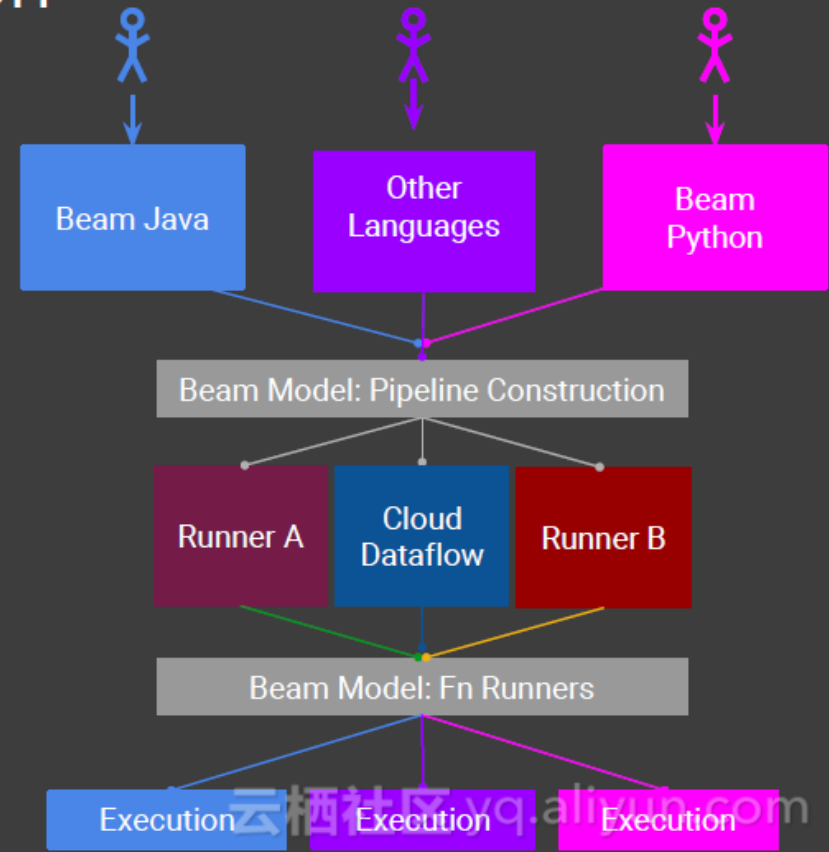 Beam Java
Other
Languages
Beam
Python
Beam Model: Pipeline Construction
Runner A
Cloud
Dataflow
Runner B
Beam Model: Fn Runners
Execution
Execution
Execution
云栖社区 yq.aliyun.com